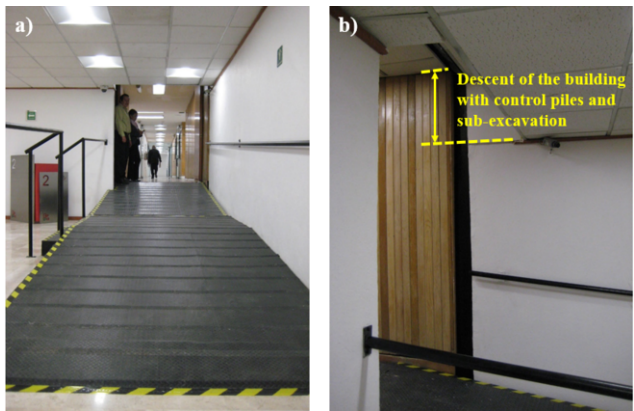 a)
2
b)
Descent of the building
with control piles and
sub-excavation